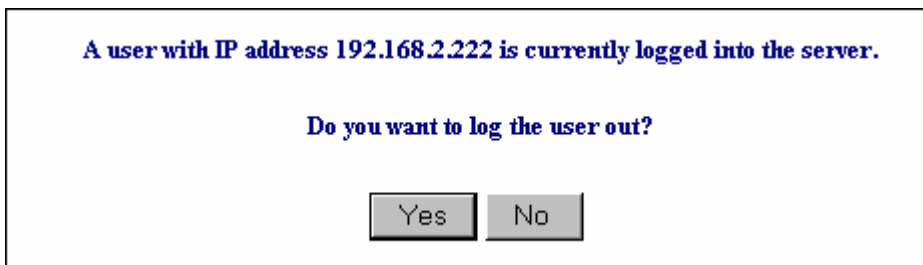 A user with IP address 192.168.2.222 is currently logged into the server.
Do you want to log the user out?
Yes No